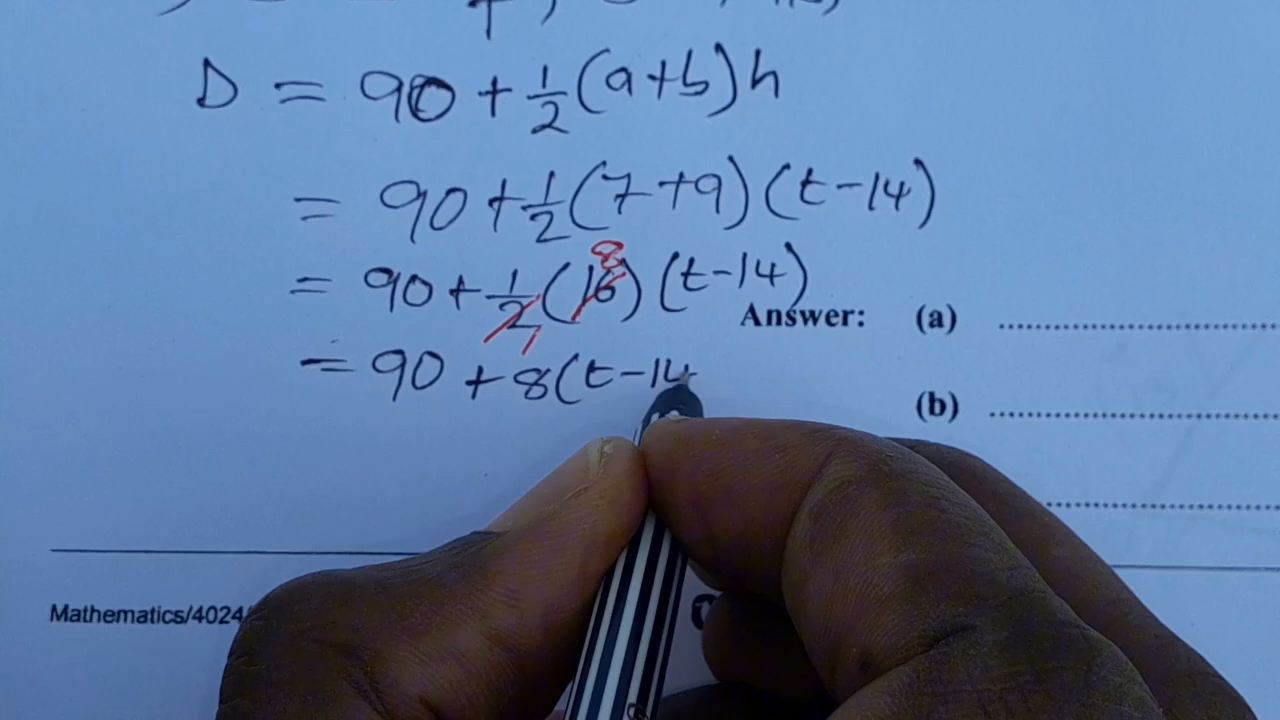 D = 90 + 1/2 (a+b)h
= 90 + 1/2 (7+9) (t-14)
= 90 + 1/2 (16) (t-14)
8
1
Answer: (a) ........................................
= 90 + 8(t-14
(b) ........................................
........................................
Mathematics/4024/